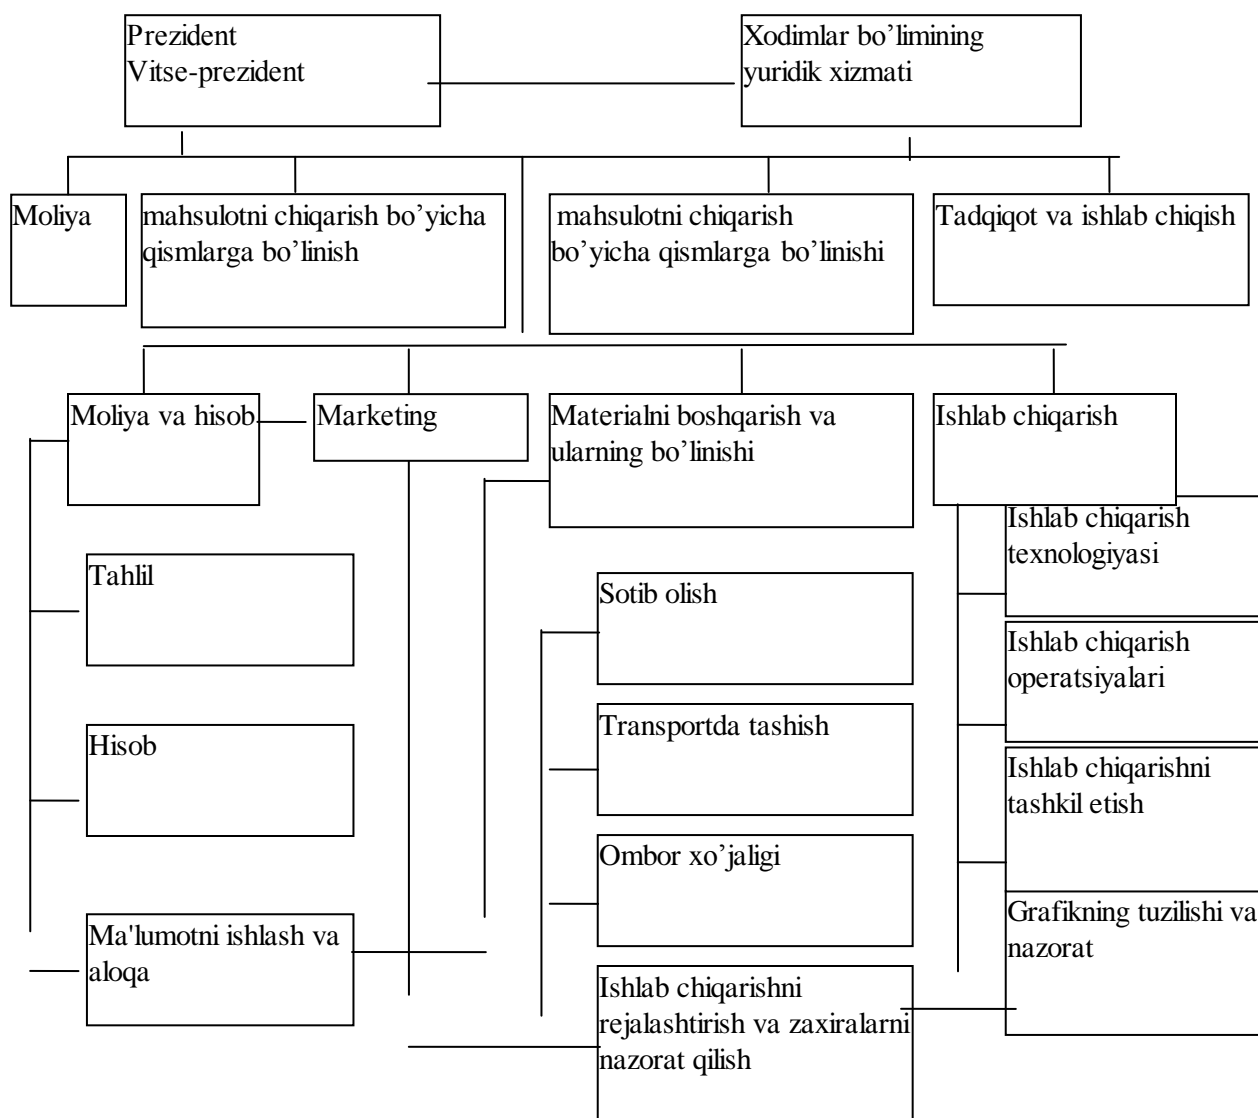 Prezident
Vitse-prezident
Xodimlar bo’limining
yuridik xizmati
Moliya
mahsulotni chiqarish bo’yicha
qismlarga bo’linish
mahsulotni chiqarish
bo’yicha qismlarga bo’linishi
Tadqiqot va ishlab chiqish
Moliya va hisob
Marketing
Materialni boshqarish va
ularning bo’linishi
Ishlab chiqarish
Tahlil
Hisob
Ma'lumotni ishlash va
aloqa
Sotib olish
Transportda tashish
Ombor xo’jaligi
Ishlab chiqarishni
rejalashtirish va zaxiralarni
nazorat qilish
Ishlab chiqarish
texnologiyasi
Ishlab chiqarish
operatsiyalari
Ishlab chiqarishni
tashkil etish
Grafikning tuzilishi va
nazorat